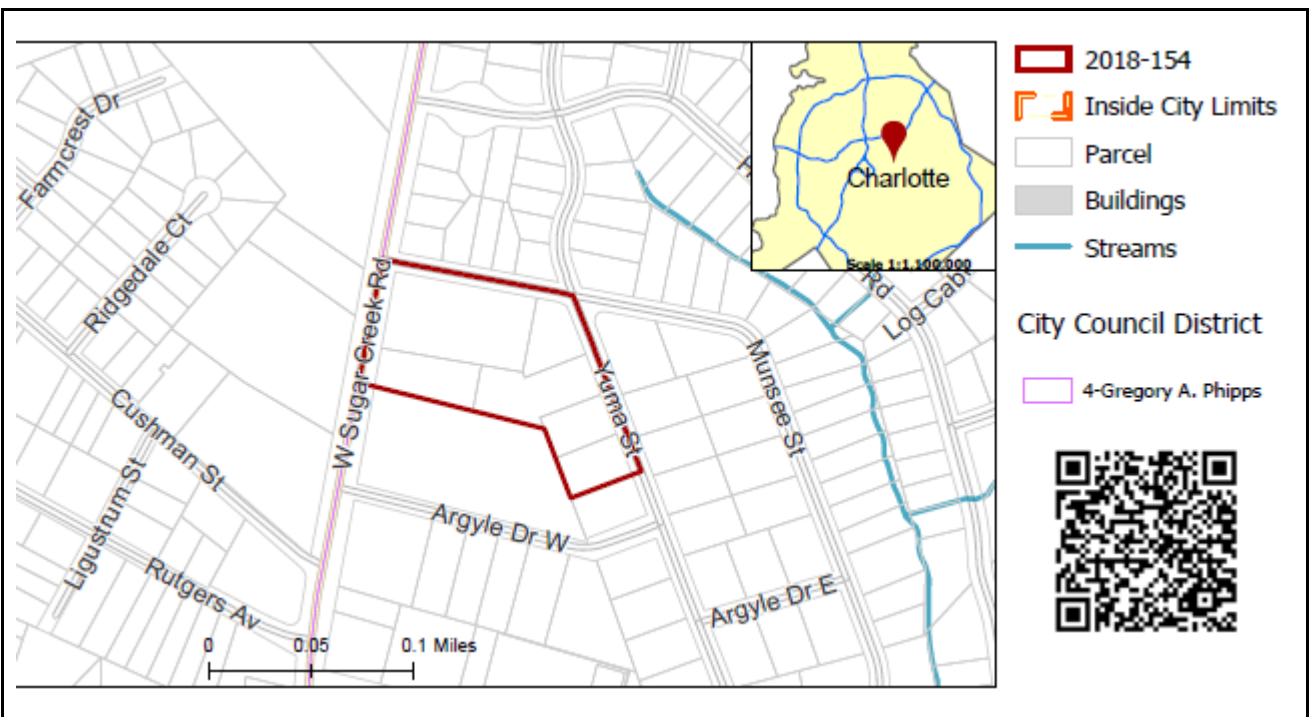 2018-154
Inside City Limits
Parcel
Buildings
Streams
City Council District
4-Gregory A. Phipps
Charlotte
Scale 1:1,100,000
Farmcrest Dr
Ridgedale Ct
W Sugar Creek Rd
Cushman St
Ligustrum St
Rutgers Av
Argyle Dr W
Yuma St
Munsee St
Argyle Dr E
Rd
0 0.05 0.1 Miles